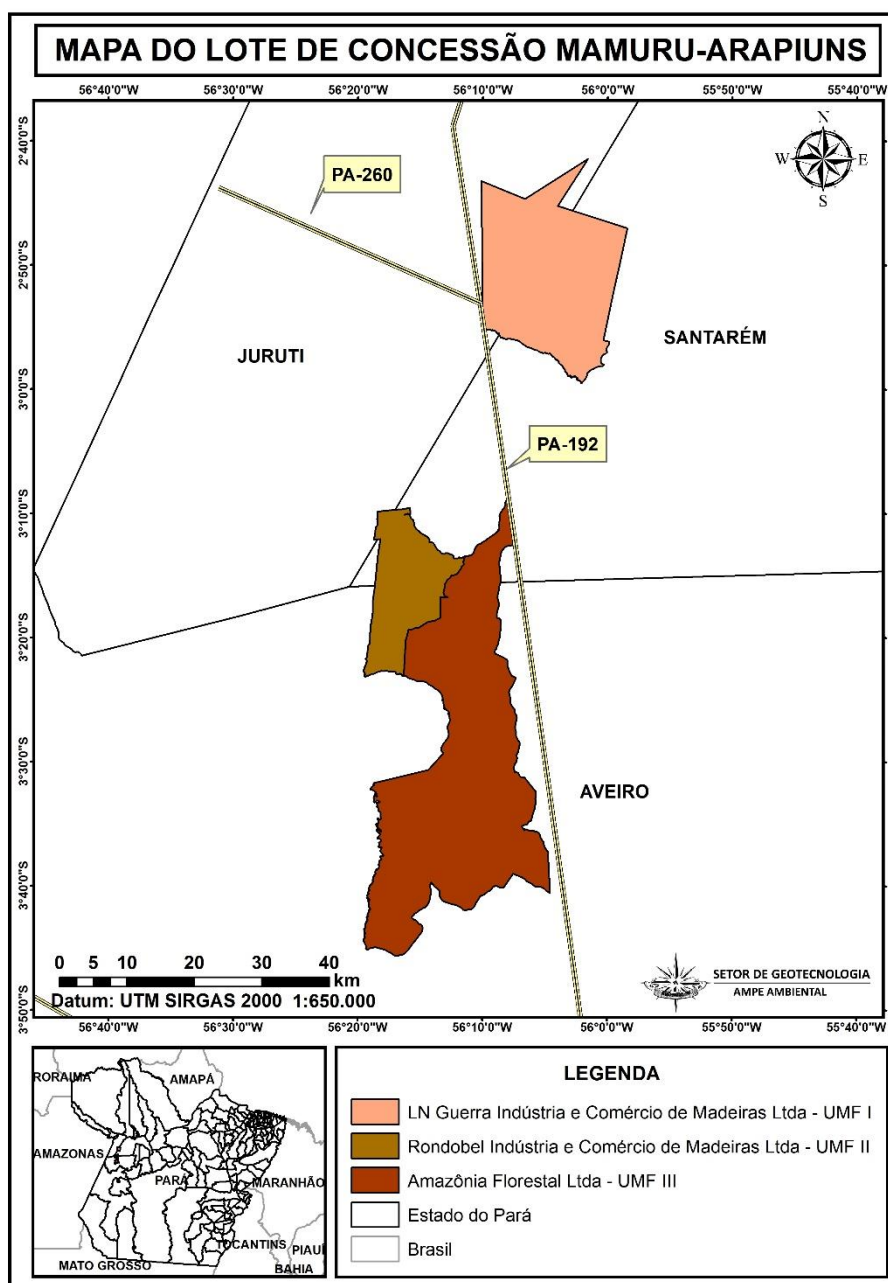 MAPA DO LOTE DE CONCESSÃO MAMURU-ARAPIUNS
56°40'0"W 56°30'0"W 56°20'0"W 56°10'0"W 56°0'0"W 55°50'0"W 55°40'0"W
2°40'0"S
2°50'0"S
3°0'0"S
3°10'0"S
3°20'0"S
3°30'0"S
3°40'0"S
3°50'0"S
N
W E
S
PA-260
JURUTI
SANTARÉM
PA-192
AVEIRO
0 5 10 20 30 40
km
Datum: UTM SIRGAS 2000 1:650.000
SETOR DE GEOTECNOLOGIA
AMPE AMBIENTAL
56°40'0"W 56°30'0"W 56°20'0"W 56°10'0"W 56°0'0"W 55°50'0"W 55°40'0"W
RORAIMA
AMAPÁ
AMAZONAS
PARÁ
MARANHÃO
TOCANTINS
PIAUÍ
MATO GROSSO
BAHIA
LEGENDA
LN Guerra Indústria e Comércio de Madeiras Ltda - UMF I
Rondobel Indústria e Comércio de Madeiras Ltda - UMF II
Amazônia Florestal Ltda - UMF III
Estado do Pará
Brasil